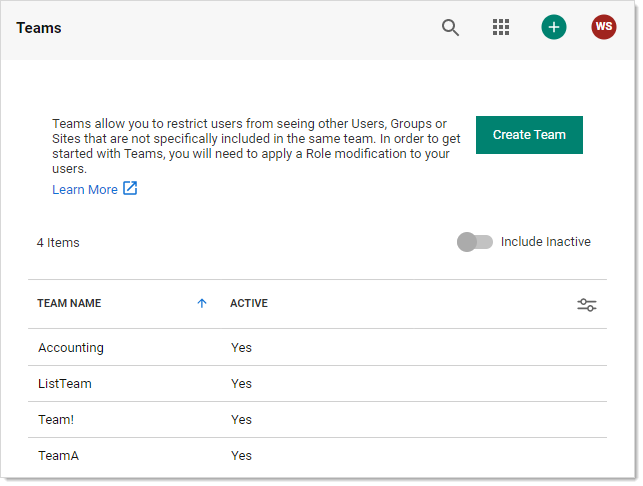 Teams
WS
Teams allow you to restrict users from seeing other Users, Groups or
Sites that are not specifically included in the same team. In order to get
started with Teams, you will need to apply a Role modification to your
users.
Learn More
Create Team
4 Items
Include Inactive
TEAM NAME ACTIVE
Accounting Yes
ListTeam Yes
Team! Yes
TeamA Yes